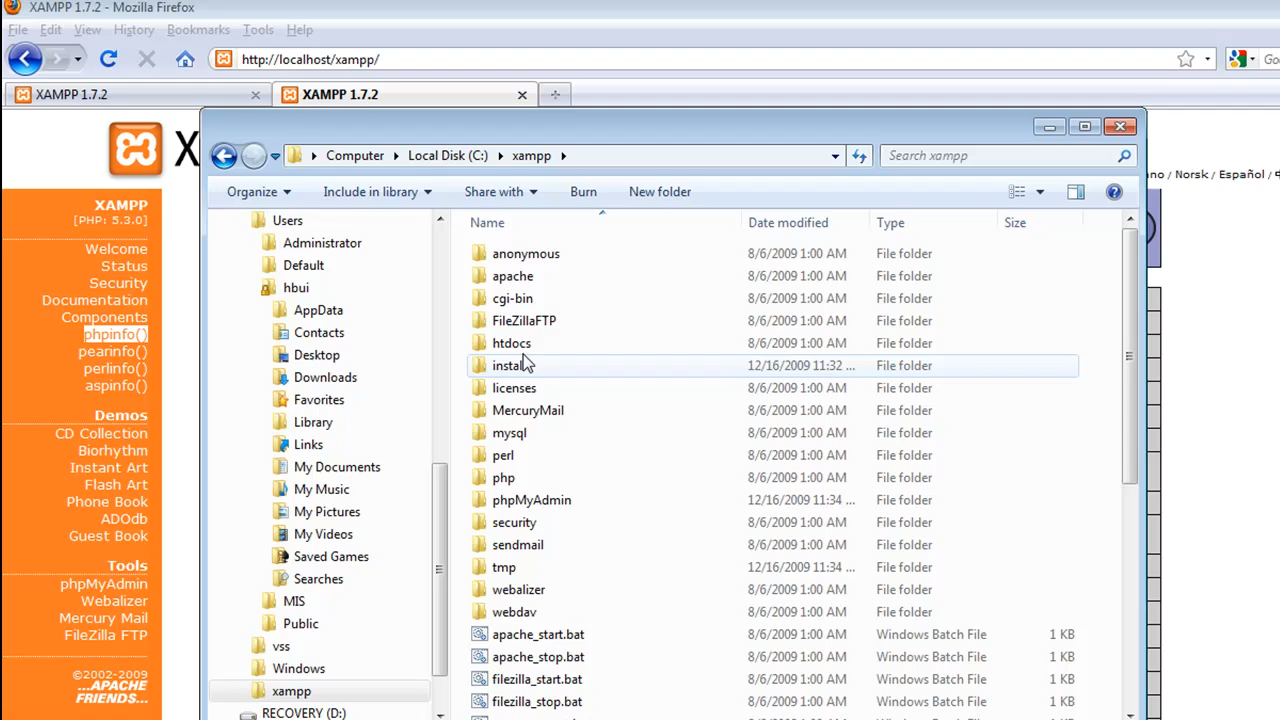 XAMPP 1.7.2 - Mozilla Firefox
File Edit View History Bookmarks Tools Help
http://localhost/xampp/
XAMPP 1.7.2
XAMPP 1.7.2
X
Computer Local Disk (C:) xampp
Search xampp
Organize Include in library Share with Burn New folder
/ Norsk / Español /
XAMPP
[PHP: 5.3.0]
Welcome
Status
Security
Documentation
Components
phpinfo()
pearinfo()
perlinfo()
aspinfo()
Demos
CD Collection
Biorhythm
Instant Art
Flash Art
Phone Book
ADOdb
Guest Book
Tools
phpMyAdmin
Webalizer
Mercury Mail
FileZilla FTP
©2002-2009
...APACHE
FRIENDS...
Users
Administrator
Default
hbui
AppData
Contacts
Desktop
Downloads
Favorites
Library
Links
My Documents
My Music
My Pictures
My Videos
Saved Games
Searches
MIS
Public
vss
Windows
xampp
RECOVERY (D:)
Name Date modified Type Size
anonymous 8/6/2009 1:00 AM File folder
apache 8/6/2009 1:00 AM File folder
cgi-bin 8/6/2009 1:00 AM File folder
FileZillaFTP 8/6/2009 1:00 AM File folder
htdocs 8/6/2009 1:00 AM File folder
install 12/16/2009 11:32 ... File folder
licenses 8/6/2009 1:00 AM File folder
MercuryMail 8/6/2009 1:00 AM File folder
mysql 8/6/2009 1:00 AM File folder
perl 8/6/2009 1:00 AM File folder
php 8/6/2009 1:00 AM File folder
phpMyAdmin 12/16/2009 11:34 ... File folder
security 8/6/2009 1:00 AM File folder
sendmail 8/6/2009 1:00 AM File folder
tmp 12/16/2009 11:34 ... File folder
webalizer 8/6/2009 1:00 AM File folder
webdav 8/6/2009 1:00 AM File folder
apache_start.bat 8/6/2009 1:00 AM Windows Batch File 1 KB
apache_stop.bat 8/6/2009 1:00 AM Windows Batch File 1 KB
filezilla_start.bat 8/6/2009 1:00 AM Windows Batch File 1 KB
filezilla_stop.bat 8/6/2009 1:00 AM Windows Batch File 1 KB